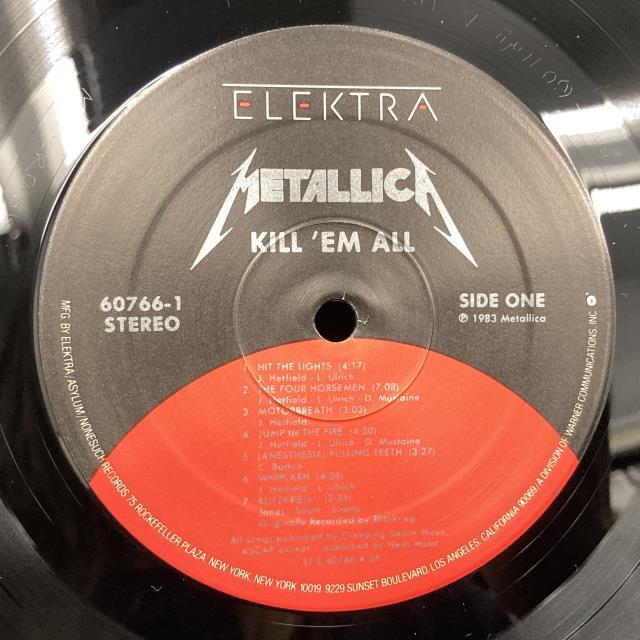 ELEKTRA
METALLICA
KILL 'EM ALL
60766-1
STEREO
SIDE ONE
℗ 1983 Metallica
HIT THE LIGHTS (4:17)
J. Hetfield - L. Ulrich
2. THE FOUR HORSEMEN (7:08)
J. Hetfield - L. Ulrich - D. Mustaine
3. MOTORBREATH (3:03)
J. Hetfield
4. JUMP IN THE FIRE (4:50)
J. Hetfield - L. Ulrich - D. Mustaine
5. (ANESTHESIA) PULLING TEETH (3:27)
C. Burton
6. WHIPLASH (4:06)
J. Hetfield - L. Ulrich
7. BLITZKRIEG* (3:35)
Jones - Smith - Sirotto
Originally Recorded by Blitzkrieg
All songs published by Creeping Death Music,
ASCAP except * published by Neat Music
ST-E-60766-A SP
MFG BY ELEKTRA/ASYLUM/NONESUCH RECORDS, 75 ROCKEFELLER PLAZA, NEW YORK, NEW YORK 10019. 9229 SUNSET BOULEVARD, LOS ANGELES, CALIFORNIA 90069 / A DIVISION OF WARNER COMMUNICATIONS, INC.